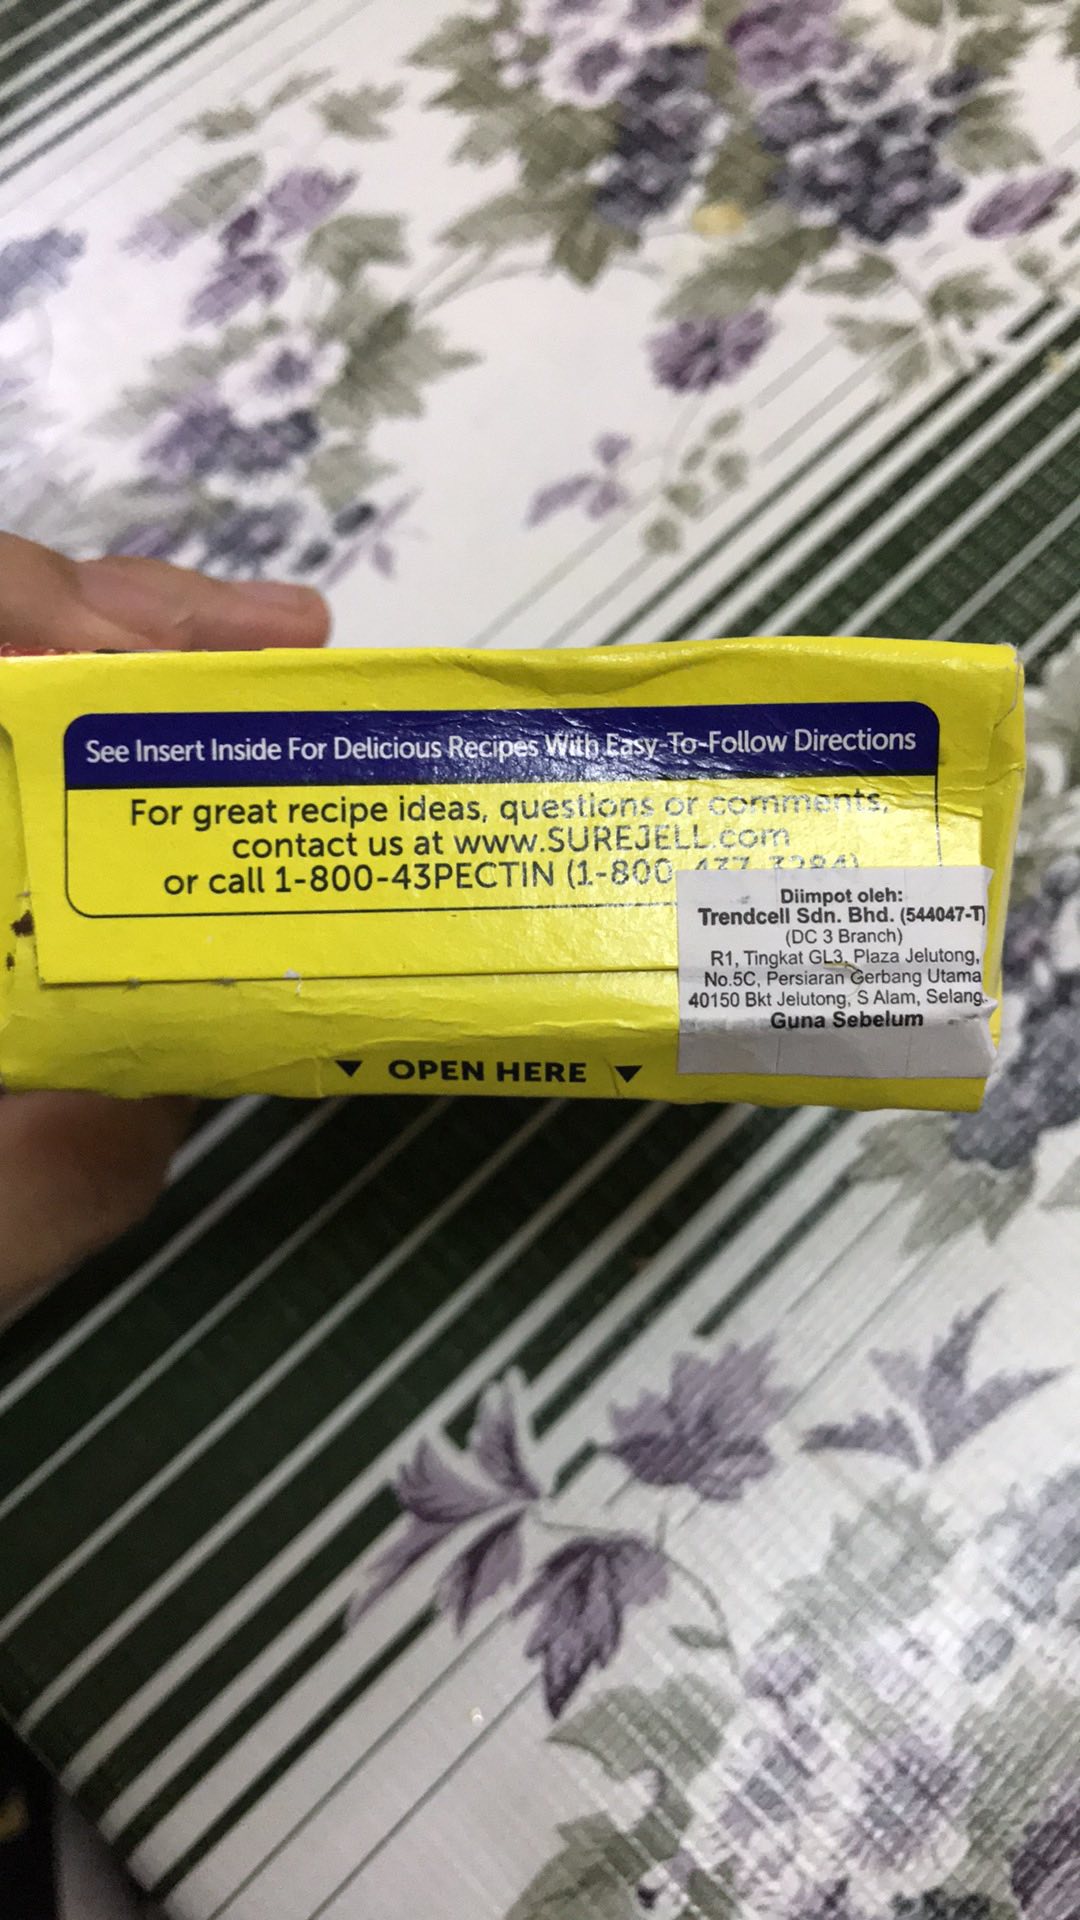 See Insert Inside For Delicious Recipes With Easy-To-Follow Directions
For great recipe ideas, questions or comments,
contact us at www.SUREJELL.com
or call 1-800-43PECTIN (1-800-437-3284)
Diimpot oleh:
Trendcell Sdn. Bhd. (544047-T)
(DC 3 Branch)
R1, Tingkat GL3, Plaza Jelutong,
No.5C, Persiaran Gerbang Utama
40150 Bkt Jelutong, S Alam, Selang
Guna Sebelum
▼ OPEN HERE ▼